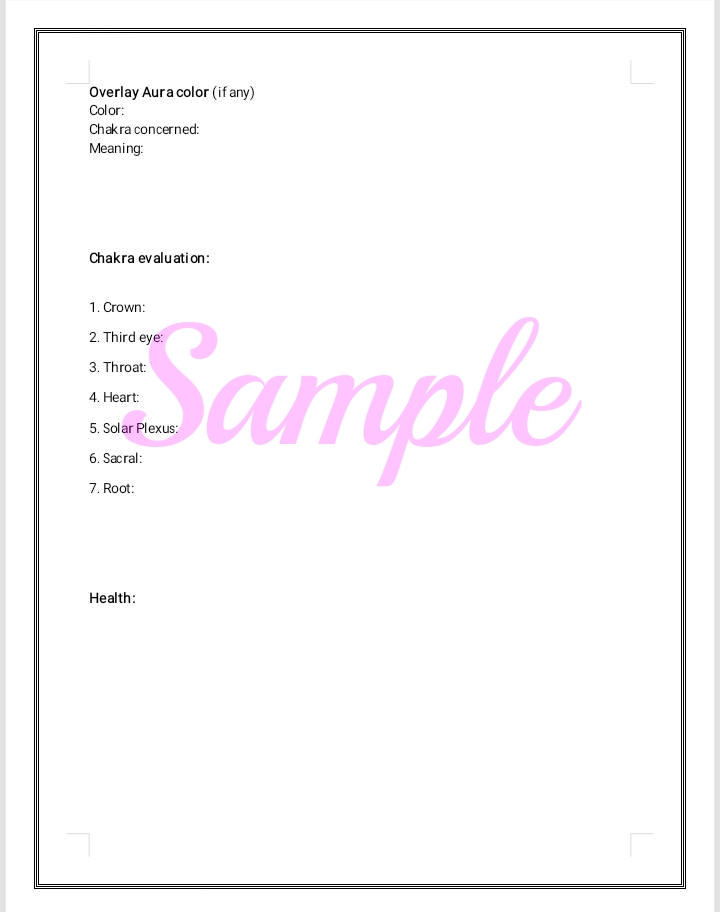 Overlay Aura color (if any)
Color:
Chakra concerned:
Meaning:
Chakra evaluation:
1. Crown:
2. Third eye:
3. Throat:
4. Heart:
5. Solar Plexus:
6. Sacral:
7. Root:
Sample
Health: